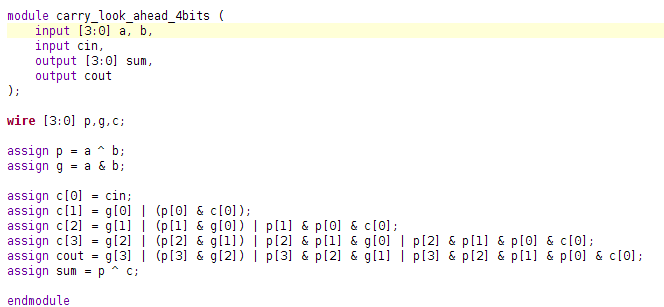 module carry_look_ahead_4bits (
    input [3:0] a, b,
    input cin,
    output [3:0] sum,
    output cout
);

wire [3:0] p,g,c;

assign p = a ^ b;
assign g = a & b;

assign c[0] = cin;
assign c[1] = g[0] | (p[0] & c[0]);
assign c[2] = g[1] | (p[1] & g[0]) | p[1] & p[0] & c[0];
assign c[3] = g[2] | (p[2] & g[1]) | p[2] & p[1] & g[0] | p[2] & p[1] & p[0] & c[0];
assign cout = g[3] | (p[3] & g[2]) | p[3] & p[2] & g[1] | p[3] & p[2] & p[1] & p[0] & c[0];
assign sum = p ^ c;

endmodule